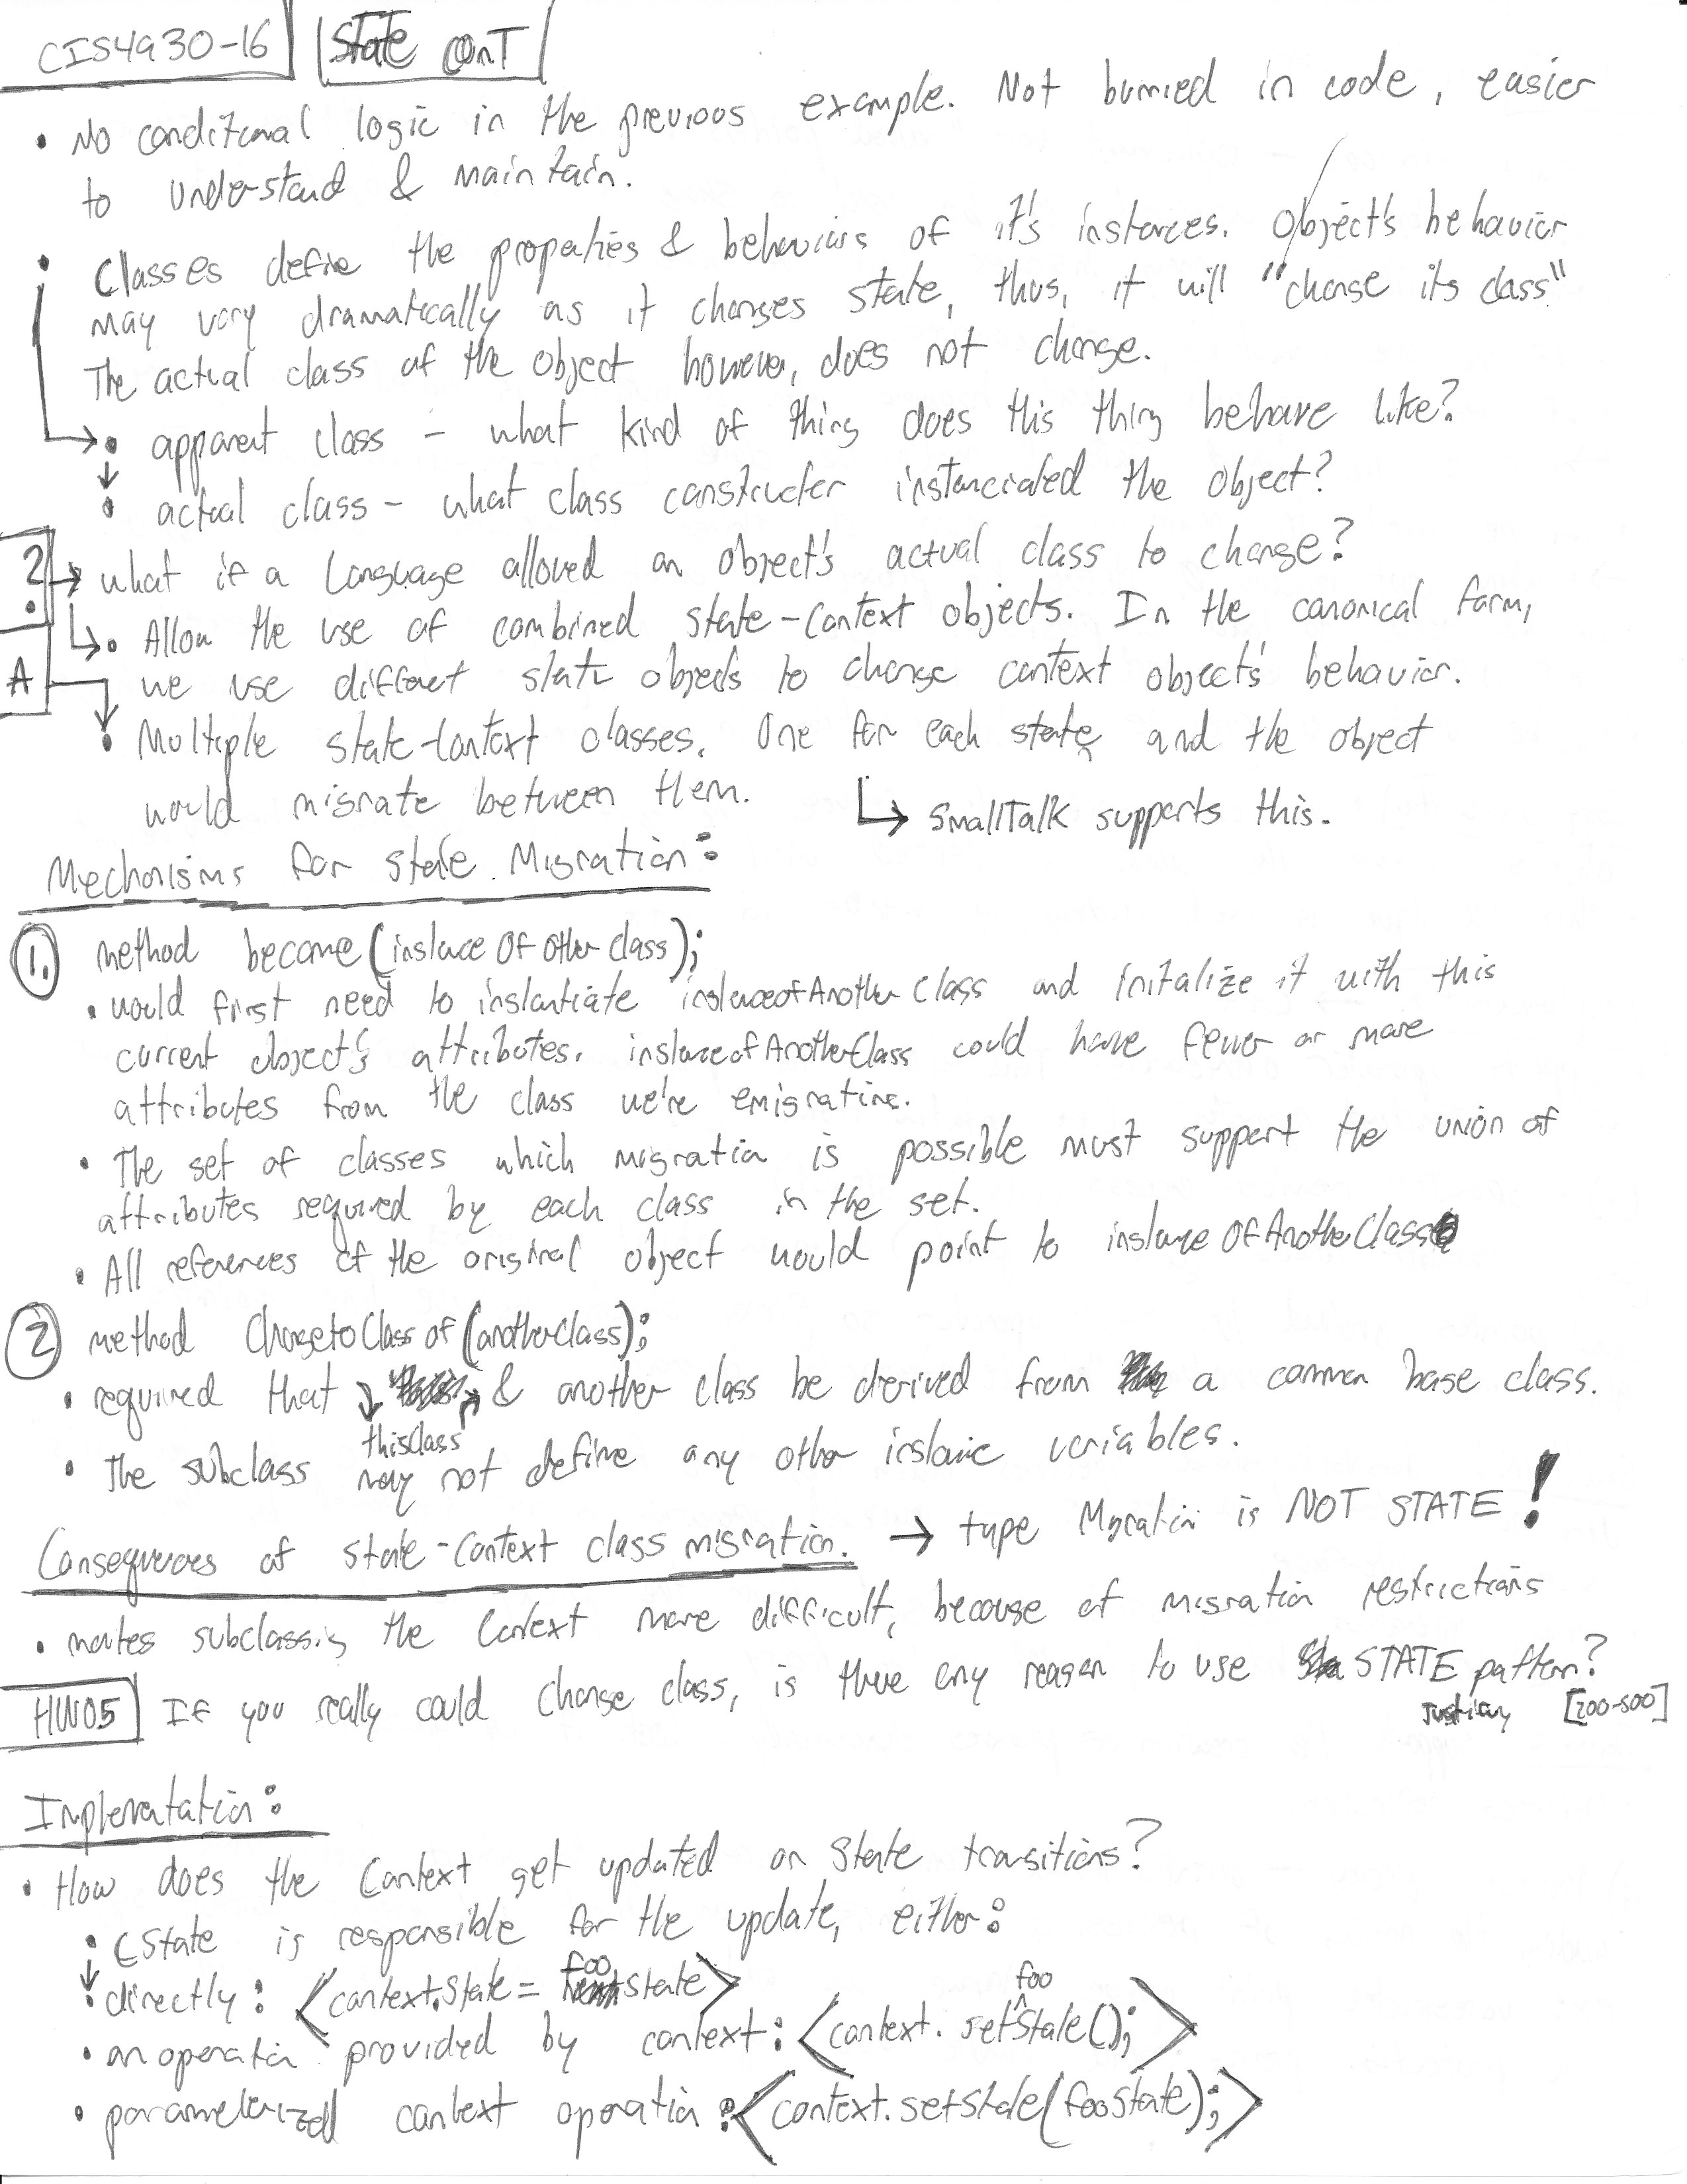 CIS4930-16 State conT
• No conditional logic in the previous example. Not burried in code, easier
to understand & maintain.
• Classes define the properties & behaviors of it's instances. Object's behavior
may vary dramatically as it changes state, thus, it will "change its class"
The actual class of the object however, does not change.
• apparent class - what kind of thing does this thing behave like?
• actual class - what class constructer instanciated the object?
? → what if a language allowed an object's actual class to change?
• Allow the use of combined state-context objects. In the canonical form,
A we use different state objects to change context object's behavior.
• Multiple state-context classes. One for each state, and the object
would migrate between them. ↳ SmallTalk supports this.
Mechanisms for State Migration:
1. method become(instance Of other class);
• would first need to instantiate instanceofAnotherClass and initalize it with this
current object's attributes. instanceofAnotherClass could have fewer or more
attributes from the class we're emigrating.
• The set of classes which migration is possible must support the union of
attributes required by each class in the set.
• All references of the original object would point to instance Of AnotherClass
2 method ChangetoClassof(anotherClass);
• required that & another class be derived from a common base class.
thisClass
• The subclass may not define any other instance variables.
Consequences of state-context class migration. → type Migration is NOT STATE!
• makes subclassing the Context more difficult, because of migration restrictions
HW05 If you really could change class, is there any reason to use STATE pattern?
Justify [200-500]
Implementation:
• How does the Context get updated on State transitions?
• CState is responsible for the update, either:
foo
• directly: <context.State = State>
foo
• an operation provided by context: <context.setState();>
• parameterized context operation: <context.setState(fooState);>